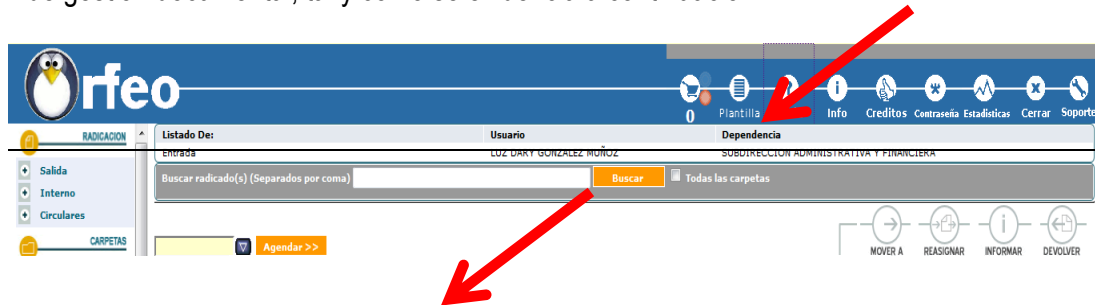 Orfeo
0 Plantilla Info Creditos Contraseña Estadisticas Cerrar Soporte
RADICACION
Listado De: Usuario Dependencia
Entrada LUZ DARY GONZALEZ MUÑOZ SUBDIRECCION ADMINISTRATIVA Y FINANCIERA
Salida
Buscar radicado(s) (Separados por coma) Buscar Todas las carpetas
Interno
Circulares
CARPETAS
Agendar >>
MOVER A REASIGNAR INFORMAR DEVOLVER